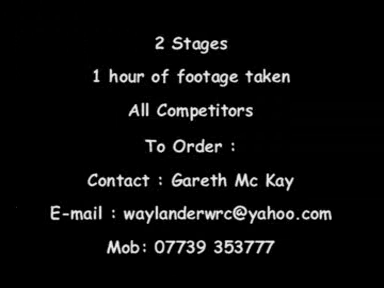 2 Stages
1 hour of footage taken
All Competitors
To Order :
Contact : Gareth Mc Kay
E-mail : waylanderwrc@yahoo.com
Mob: 07739 353777